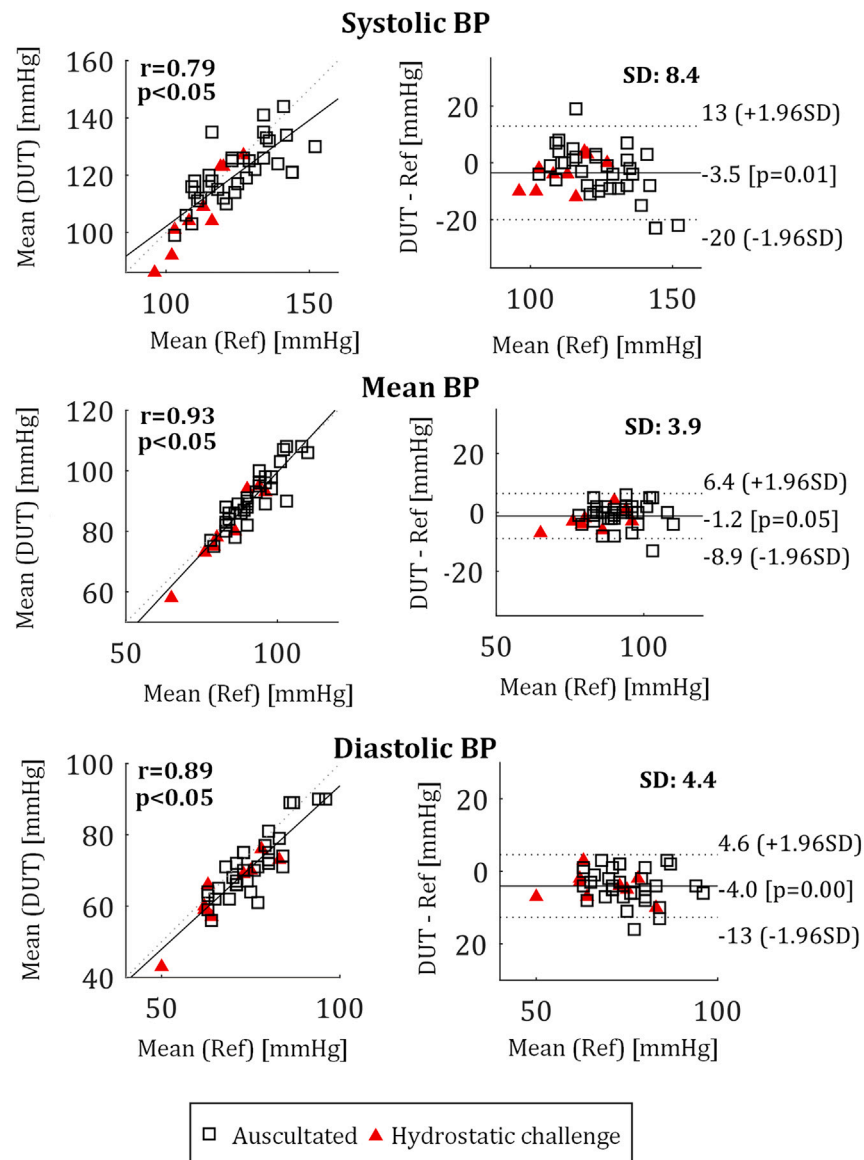 Systolic BP
r=0.79
p<0.05
160
140
120
100
100
150
Mean (DUT) [mmHg]
Mean (Ref) [mmHg]
SD: 8.4
20
0
-20
100
150
DUT - Ref [mmHg]
Mean (Ref) [mmHg]
13 (+1.96SD)
-3.5 [p=0.01]
-20 (-1.96SD)
Mean BP
r=0.93
p<0.05
120
100
80
60
50
100
Mean (DUT) [mmHg]
Mean (Ref) [mmHg]
SD: 3.9
20
0
-20
50
100
DUT - Ref [mmHg]
Mean (Ref) [mmHg]
6.4 (+1.96SD)
-1.2 [p=0.05]
-8.9 (-1.96SD)
Diastolic BP
r=0.89
p<0.05
100
80
60
40
50
100
Mean (DUT) [mmHg]
Mean (Ref) [mmHg]
SD: 4.4
20
0
20
50
100
DUT - Ref [mmHg]
Mean (Ref) [mmHg]
4.6 (+1.96SD)
-4.0 [p=0.00]
-13 (-1.96SD)
Auscultated
Hydrostatic challenge